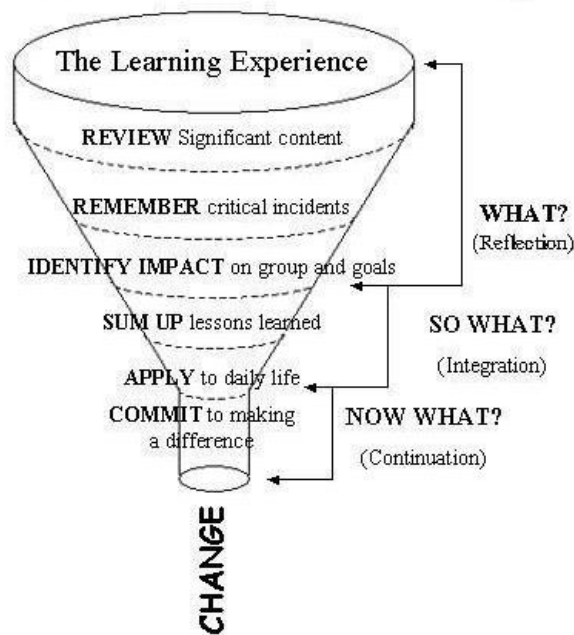 The Learning Experience
REVIEW Significant content
REMEMBER critical incidents
IDENTIFY IMPACT on group and goals
SUM UP lessons learned
APPLY to daily life
COMMIT to making
a difference
CHANGE
WHAT?
(Reflection)
SO WHAT?
(Integration)
NOW WHAT?
(Continuation)